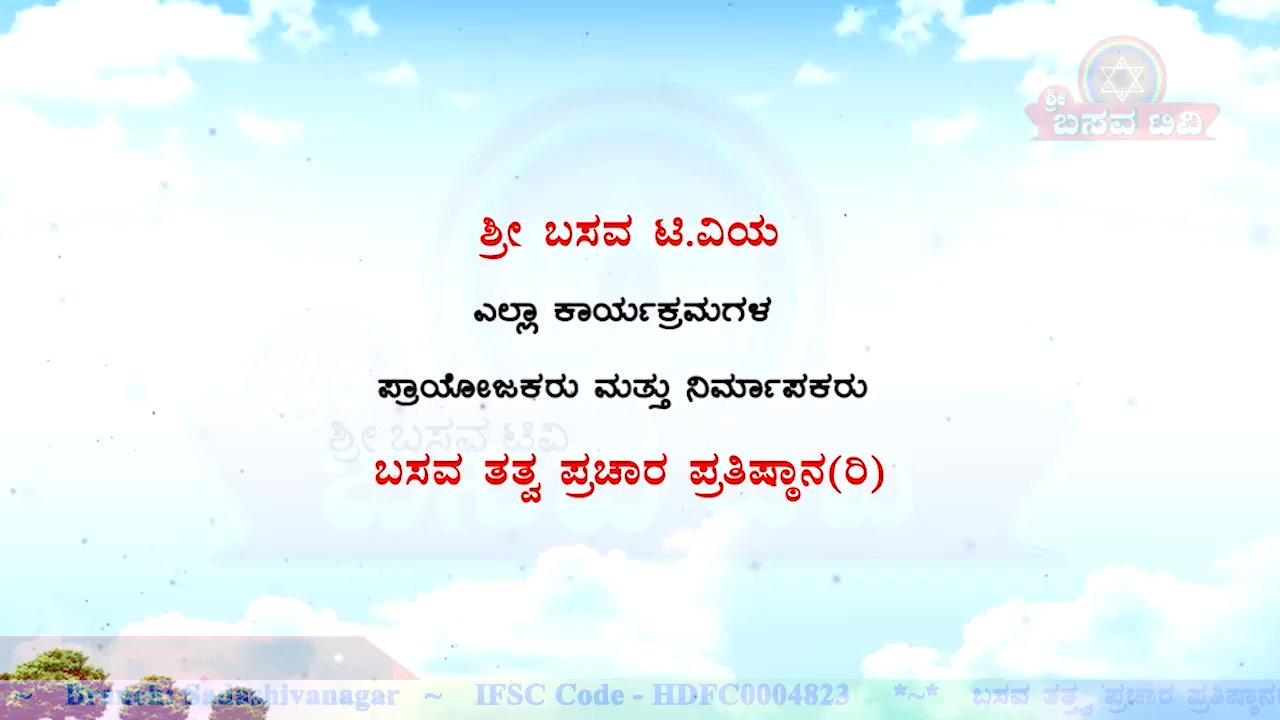 ಶ್ರೀ
ಬಸವ ಟಿವಿ
ಶ್ರೀ ಬಸವ ಟಿ.ವಿಯ
ಎಲ್ಲಾ ಕಾರ್ಯಕ್ರಮಗಳ
ಪ್ರಾಯೋಜಕರು ಮತ್ತು ನಿರ್ಮಾಪಕರು
ಶ್ರೀ ಬಸವ ಟಿವಿ
ಬಸವ ತತ್ವ ಪ್ರಚಾರ ಪ್ರತಿಷ್ಠಾನ(ರಿ)
~ Branch: Sadashivanagar ~ IFSC Code - HDFC0004823 *~* ಬಸವ ತತ್ತ್ವ ಪ್ರಚಾರ ಪ್ರತಿಷ್ಠಾನ